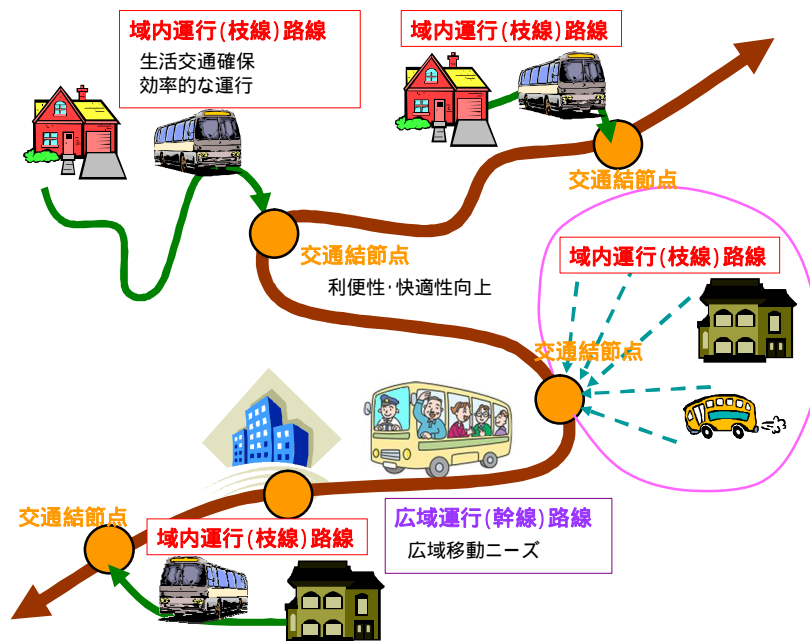 域内運行(枝線)路線
生活交通確保
効率的な運行
域内運行(枝線)路線
交通結節点
交通結節点
利便性･快適性向上
域内運行(枝線)路線
交通結節点
交通結節点
域内運行(枝線)路線
広域運行(幹線)路線
広域移動ニーズ